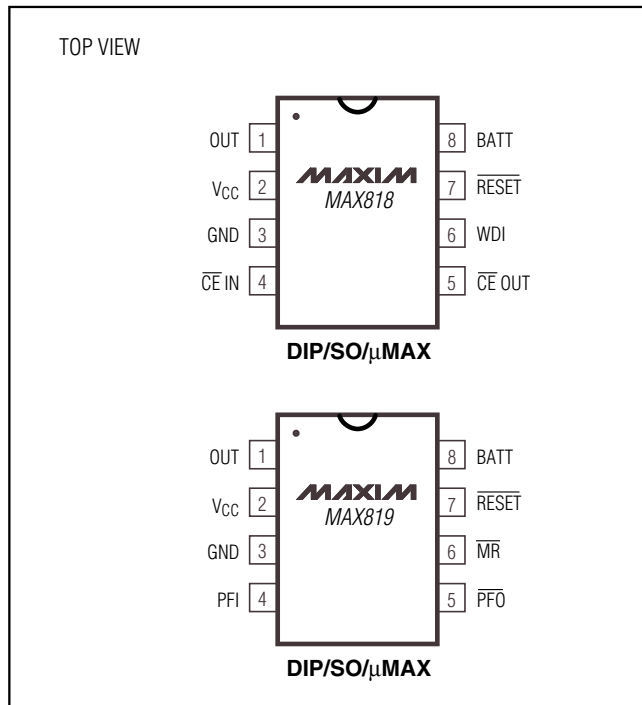 TOP VIEW
OUT 1 8 BATT
MAXIM
VCC 2 7 RESET
MAX818
GND 3 6 WDI
CE IN 4 5 CE OUT
DIP/SO/μMAX
OUT 1 8 BATT
MAXIM
VCC 2 7 RESET
MAX819
GND 3 6 MR
PFI 4 5 PFO
DIP/SO/μMAX